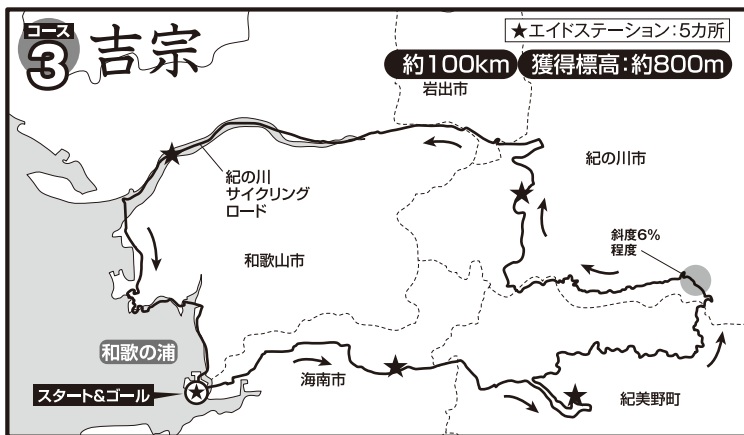 コース
3 吉宗
★エイドステーション：5カ所
約100km 獲得標高：約800m
岩出市
紀の川市
紀の川
サイクリング
ロード
斜度6%
程度
和歌山市
和歌の浦
スタート&ゴール
海南市
紀美野町